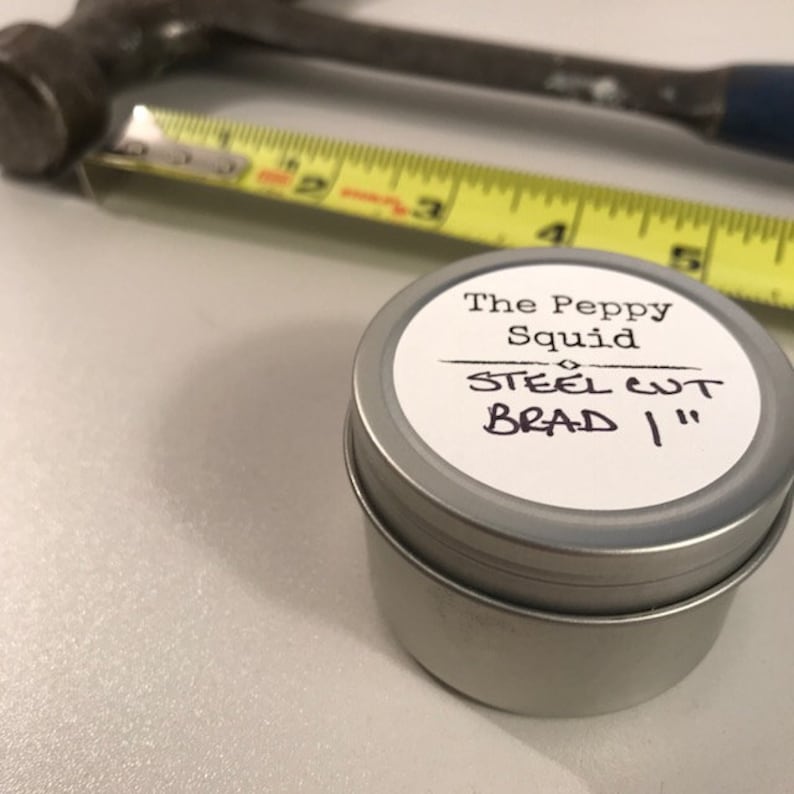 1
2
3
4
5
The Peppy
Squid
STEEL CUT
BRAD 1"